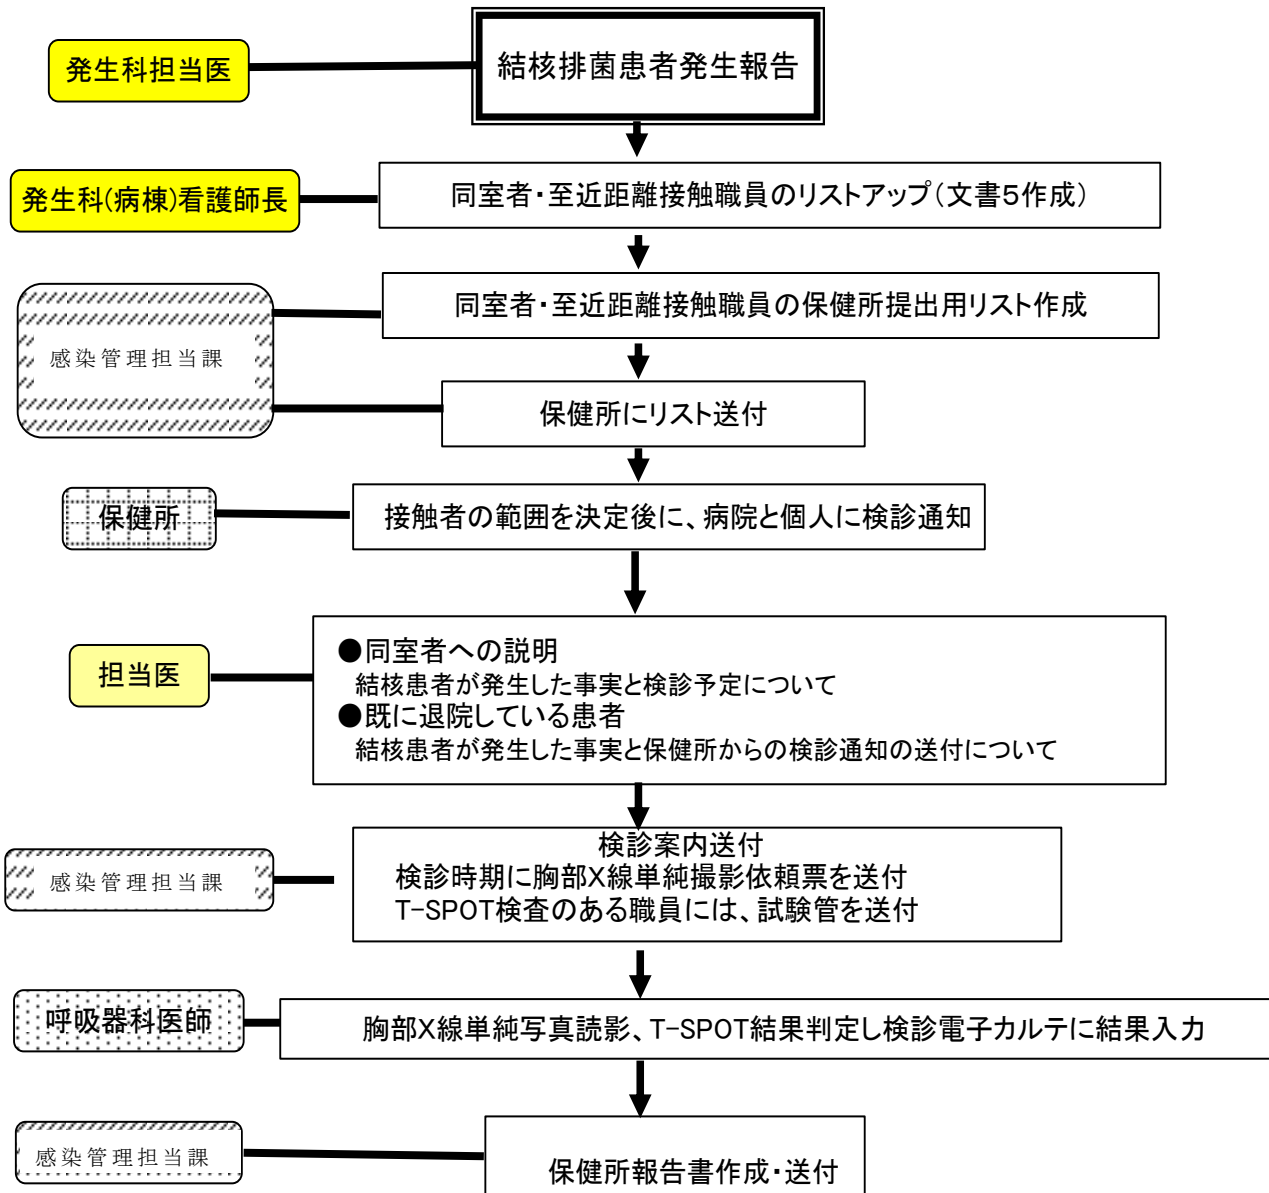 発生科担当医
結核排菌患者発生報告
発生科(病棟)看護師長
同室者・至近距離接触職員のリストアップ(文書5作成)
同室者・至近距離接触職員の保健所提出用リスト作成
感染管理担当課
保健所にリスト送付
保健所
接触者の範囲を決定後に、病院と個人に検診通知
担当医
●同室者への説明
結核患者が発生した事実と検診予定について
●既に退院している患者
結核患者が発生した事実と保健所からの検診通知の送付について
検診案内送付
感染管理担当課
検診時期に胸部X線単純撮影依頼票を送付
T-SPOT検査のある職員には、試験管を送付
呼吸器科医師
胸部X線単純写真読影、T-SPOT結果判定し検診電子カルテに結果入力
感染管理担当課
保健所報告書作成・送付